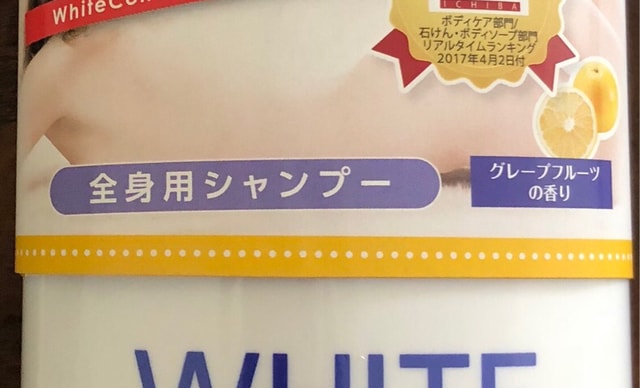 ICHIBA
ボディケア部門/
石けん・ボディソープ部門
リアルタイムランキング
2017年4月2日付
全身用シャンプー
グレープフルーツ
の香り
WHITE